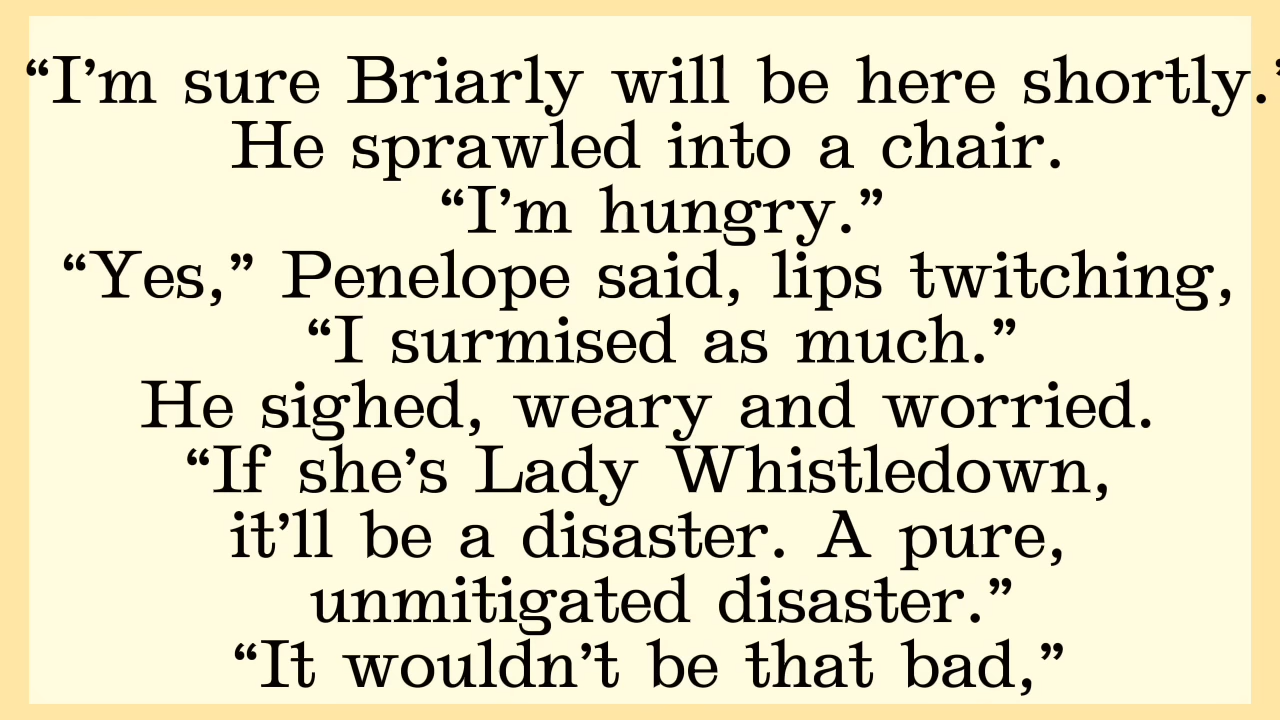 “I’m sure Briarly will be here shortly.”
He sprawled into a chair.
“I’m hungry.”
“Yes,” Penelope said, lips twitching,
“I surmised as much.”
He sighed, weary and worried.
“If she’s Lady Whistledown,
it’ll be a disaster. A pure,
unmitigated disaster.”
“It wouldn’t be that bad,”